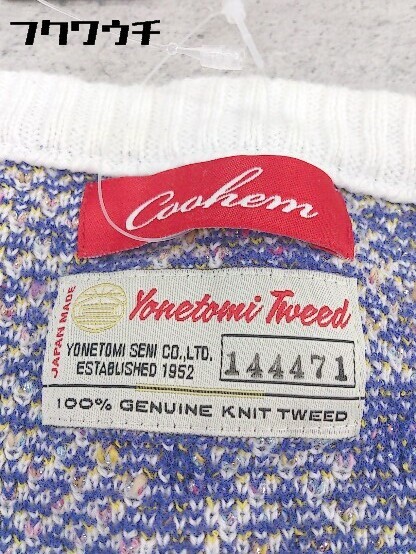 フクワウチ
Coohem
JAPAN MADE
Yonetomi Tweed
YONETOMI SENI CO.,LTD.
ESTABLISHED 1952
144471
100% GENUINE KNIT TWEED